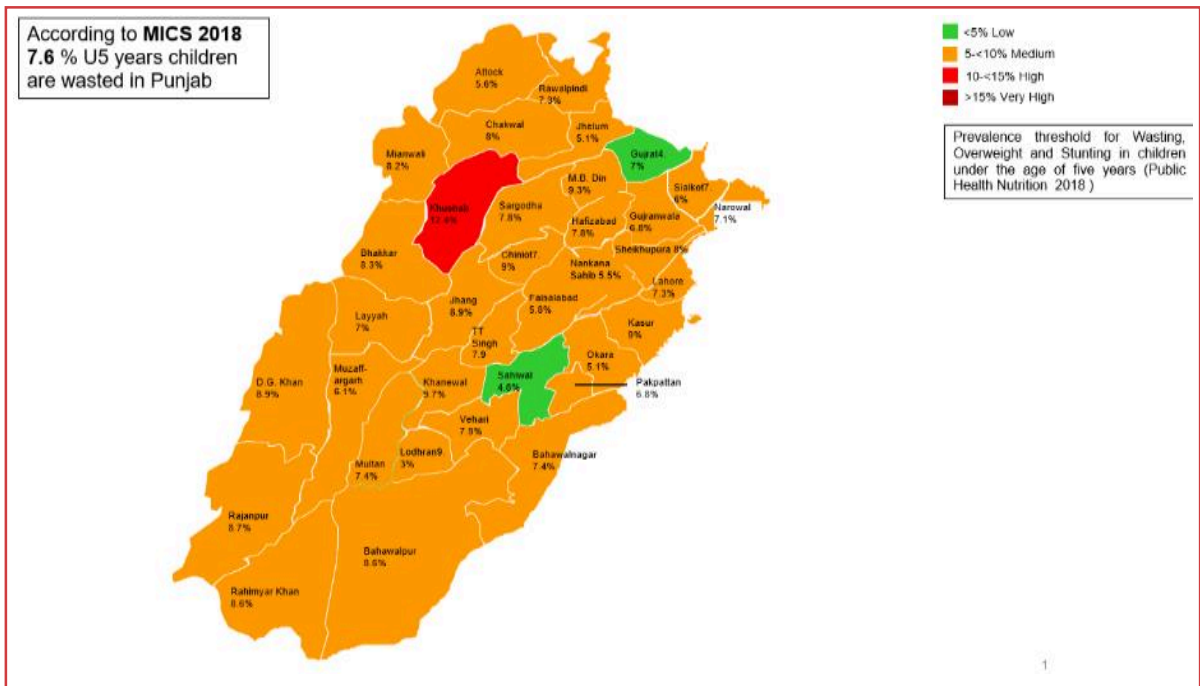 According to MICS 2018
7.6 % U5 years children
are wasted in Punjab
<5% Low
5-<10% Medium
10-<15% High
>15% Very High
Prevalence threshold for Wasting,
Overweight and Stunting in children
under the age of five years (Public
Health Nutrition 2018 )
Attock
5.6%
Rawalpindi
7.3%
Chakwal
8%
Jhelum
5.1%
Gujrat4.
7%
Mianwali
8.2%
M.B. Din
9.3%
Sialkot7.
6%
Narowal
7.1%
Khushab
Sargodha
7.8%
Hafizabad
7.8%
Gujranwala
6.8%
Sheikhupura 8%
Bhakkar
8.3%
Chiniot7.
9%
Nankana
Sahib 5.5%
Lahore
7.3%
Jhang
8.9%
Faisalabad
5.8%
Layyah
7%
Kasur
9%
TT
Singh
7.9
Okara
5.1%
Muzaff-
argarh
6.1%
D.G. Khan
8.9%
Khanewal
9.7%
Sahiwal
4.8%
Pakpattan
6.8%
Vehari
7.5%
Lodhran9.
3%
Multan
7.4%
Bahawalnagar
7.4%
Rajanpur
8.7%
Bahawalpur
8.6%
Rahimyar Khan
8.6%
1